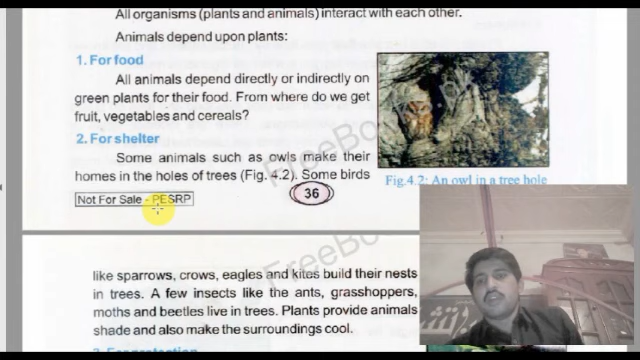 All organisms (plants and animals) interact with each other.
Animals depend upon plants:
1. For food
All animals depend directly or indirectly on
green plants for their food. From where do we get
fruit, vegetables and cereals?
2. For shelter
Some animals such as owls make their
homes in the holes of trees (Fig. 4.2). Some birds
Fig.4.2: An owl in a tree hole
Not For Sale - PESRP
36
like sparrows, crows, eagles and kites build their nests
in trees. A few insects like the ants, grasshoppers,
moths and beetles live in trees. Plants provide animals
shade and also make the surroundings cool.
3. For protection